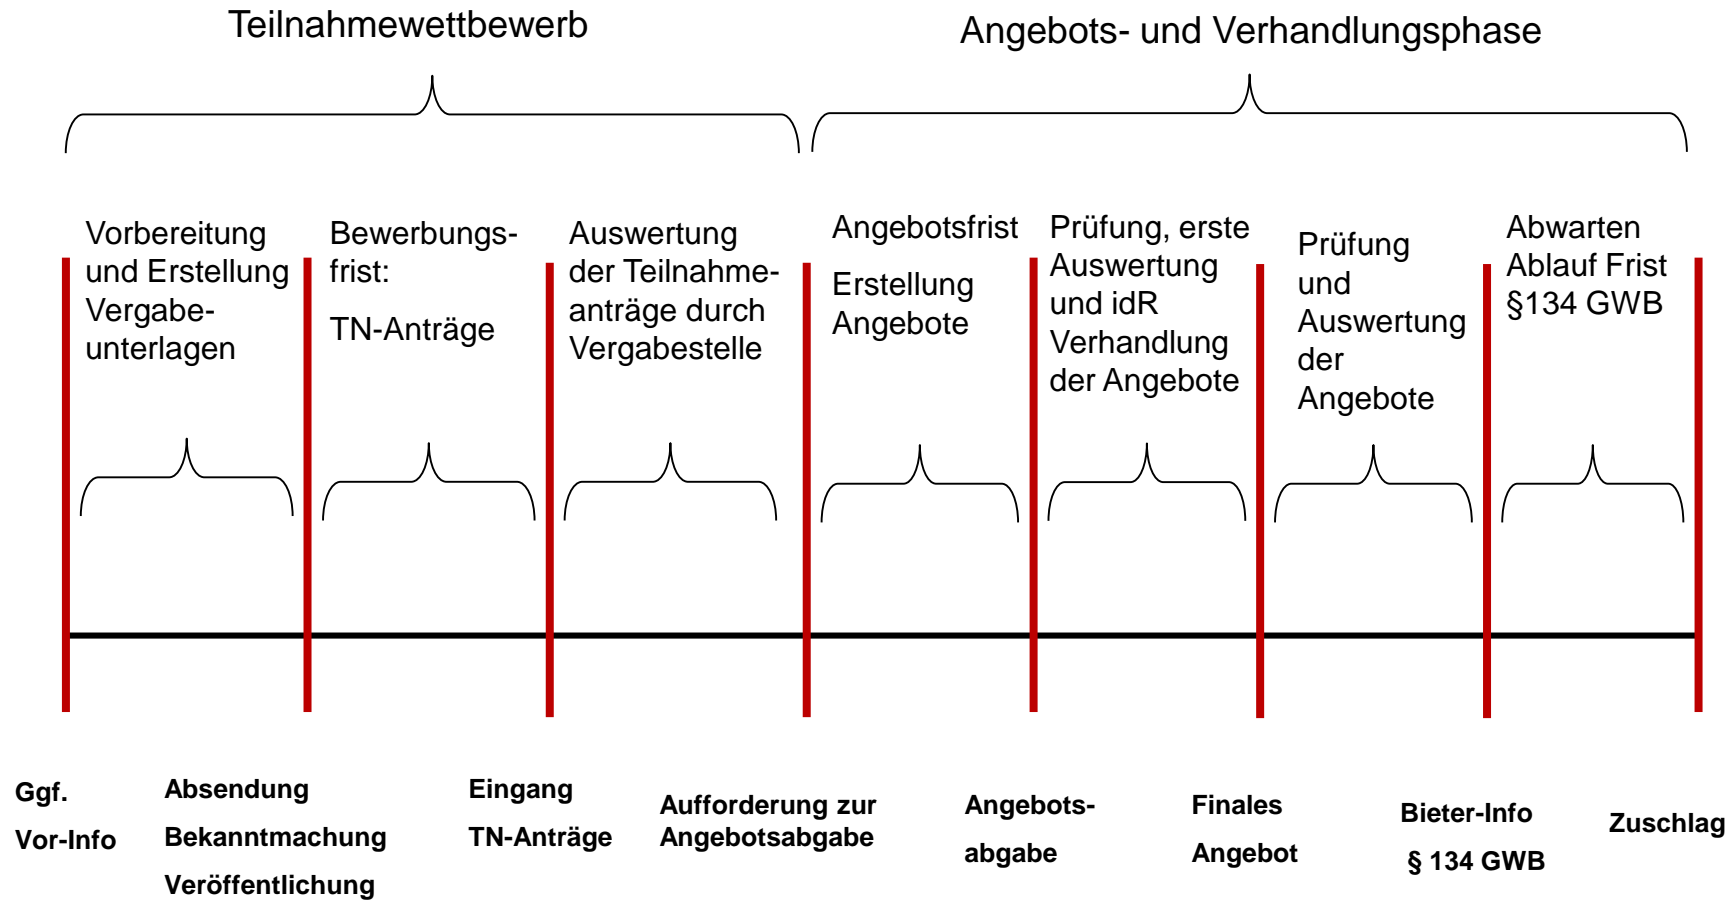 Teilnahmewettbewerb
Angebots- und Verhandlungsphase
Vorbereitung
und Erstellung
Vergabe-
unterlagen
Bewerbungs-
frist:
TN-Anträge
Auswertung
der Teilnahme-
anträge durch
Vergabestelle
Angebotsfrist
Erstellung
Angebote
Prüfung, erste
Auswertung
und idR
Verhandlung
der Angebote
Prüfung
und
Auswertung
der
Angebote
Abwarten
Ablauf Frist
§134 GWB
Ggf.
Vor-Info
Absendung
Bekanntmachung
Veröffentlichung
Eingang
TN-Anträge
Aufforderung zur
Angebotsabgabe
Angebots-
abgabe
Finales
Angebot
Bieter-Info
§ 134 GWB
Zuschlag